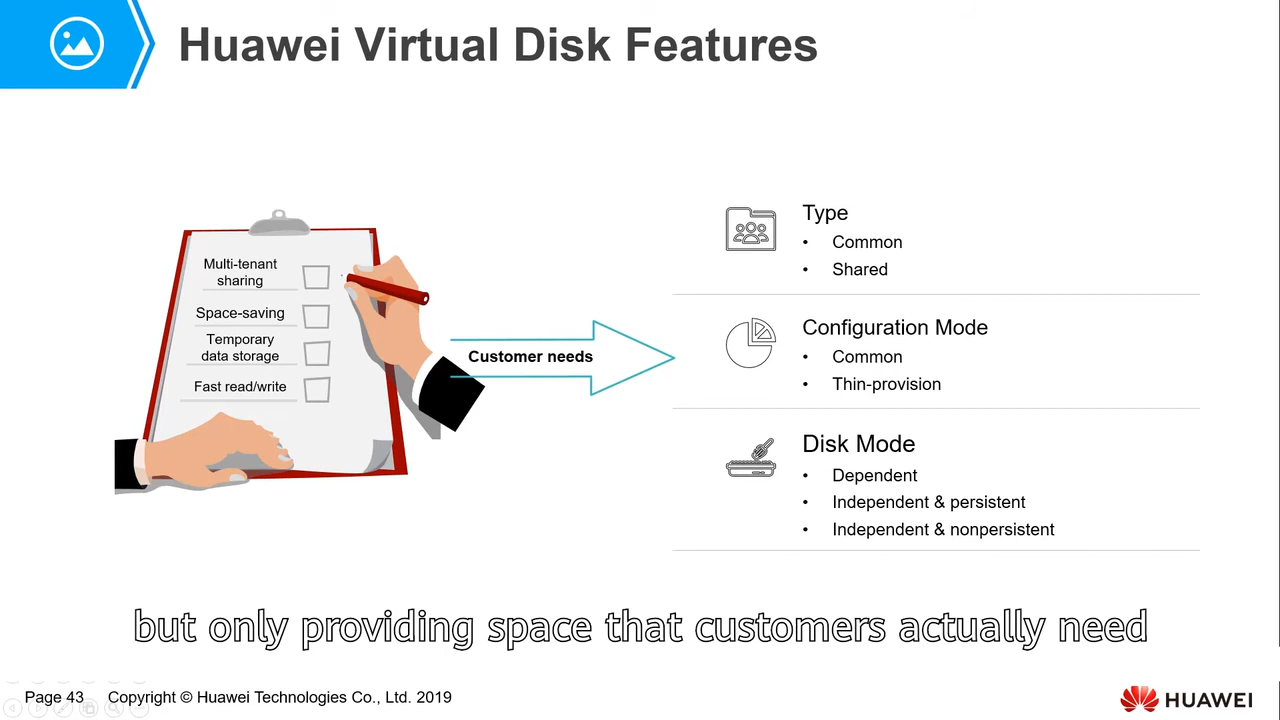 Huawei Virtual Disk Features
Multi-tenant
sharing
Space-saving
Temporary
data storage
Fast read/write
Customer needs
Type
• Common
• Shared
Configuration Mode
• Common
• Thin-provision
Disk Mode
• Dependent
• Independent & persistent
• Independent & nonpersistent
but only providing space that customers actually need
Page 43 Copyright © Huawei Technologies Co., Ltd. 2019
HUAWEI